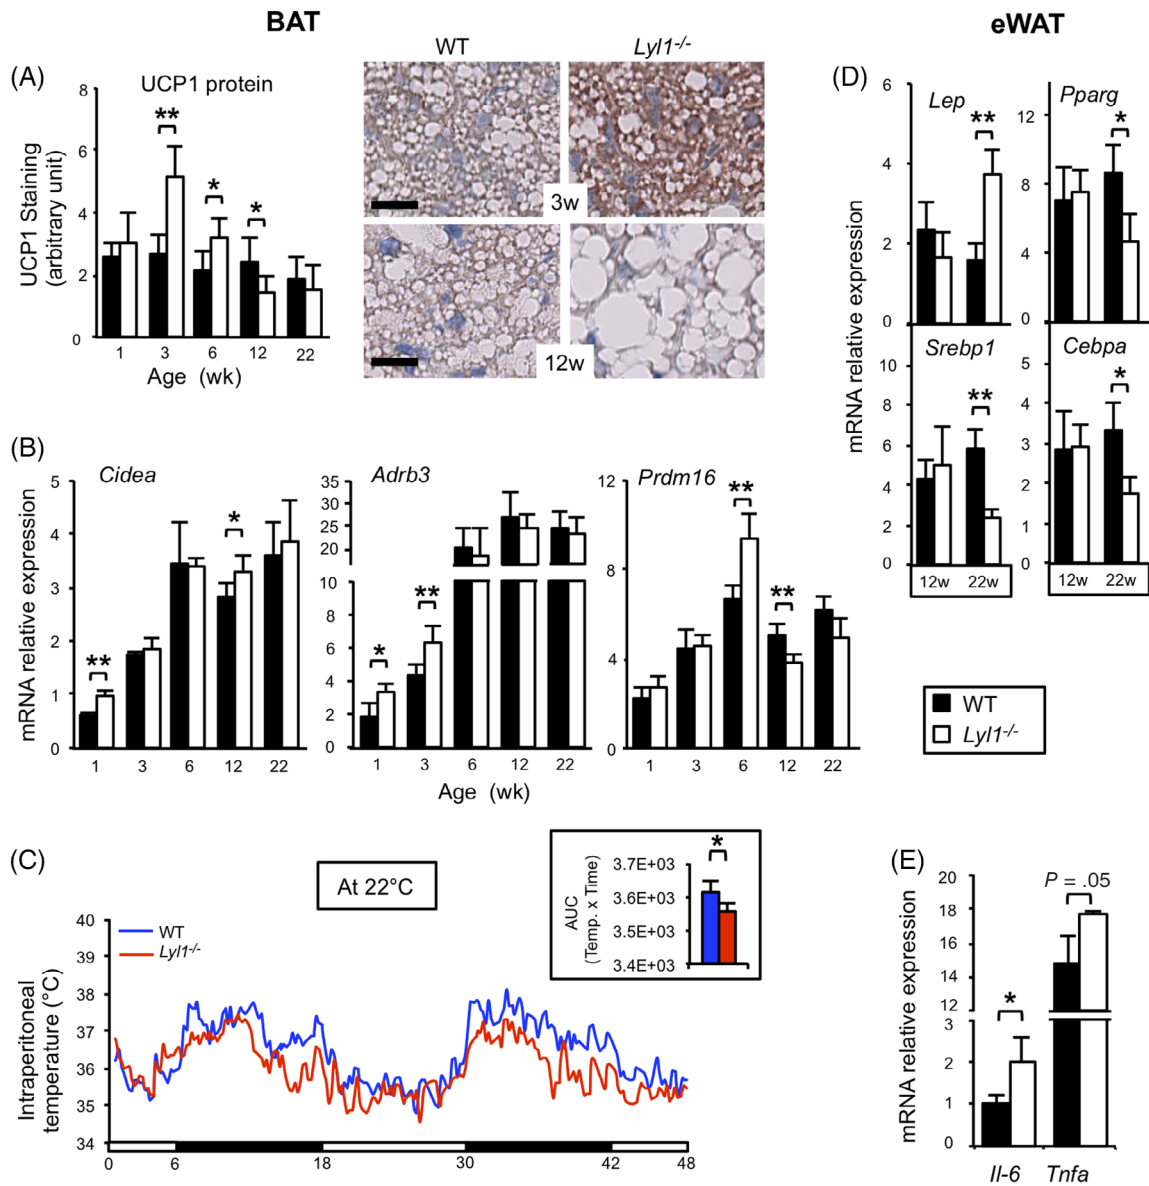 BAT
eWAT
(A)
UCP1 protein
UCP1 Staining
(arbitrary unit)
8
6
4
2
0
**
*
*
1 3 6 12 22
Age (wk)
WT Lyl1-/-
3w
12w
(D)
mRNA relative expression
Lep
6
4
2
0
**
Pparg
12
8
4
0
*
Srebp1
10
8
6
4
2
0
**
12w 22w
Cebpa
5
4
3
2
1
0
*
12w 22w
(B)
mRNA relative expression
Cidea
5
4
3
2
1
0
**
*
1 3 6 12 22
Adrb3
35
30
25
20
10
8
6
4
2
0
*
**
1 3 6 12 22
Prdm16
12
8
4
0
**
**
1 3 6 12 22
Age (wk)
WT
Lyl1-/-
(C)
At 22°C
Intraperitoneal
temperature (°C)
40
39
38
37
36
35
34
WT
Lyl1-/-
0 6 18 30 42 48
AUC
(Temp. x Time)
3.7E+03
3.6E+03
3.5E+03
3.4E+03
*
(E)
mRNA relative expression
20
18
16
14
12
3
2
1
0
*
P = .05
Il-6 Tnfa